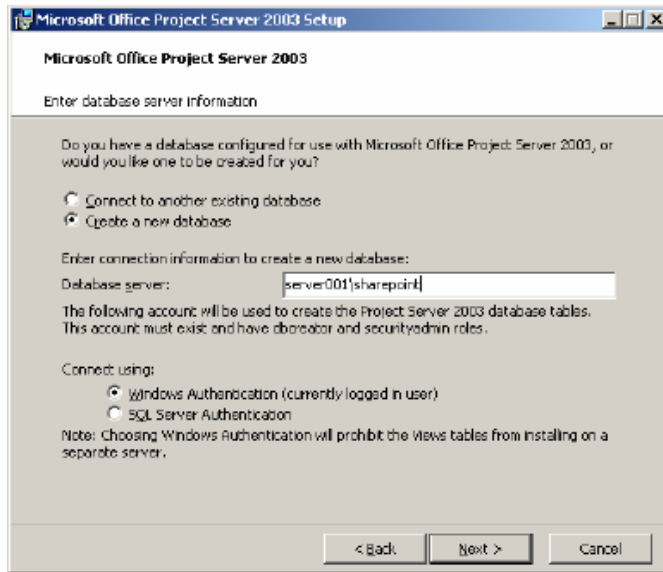 Microsoft Office Project Server 2003 Setup
Microsoft Office Project Server 2003
Enter database server information
Do you have a database configured for use with Microsoft Office Project Server 2003, or
would you like one to be created for you?
Connect to another existing database
Create a new database
Enter connection information to create a new database:
Database server:
server001\sharepoint
The following account will be used to create the Project Server 2003 database tables.
This account must exist and have dbcreator and securityadmin roles.
Connect using:
Windows Authentication (currently logged in user)
SQL Server Authentication
Note: Choosing Windows Authentication will prohibit the Views tables from installing on a
separate server.
< Back
Next >
Cancel